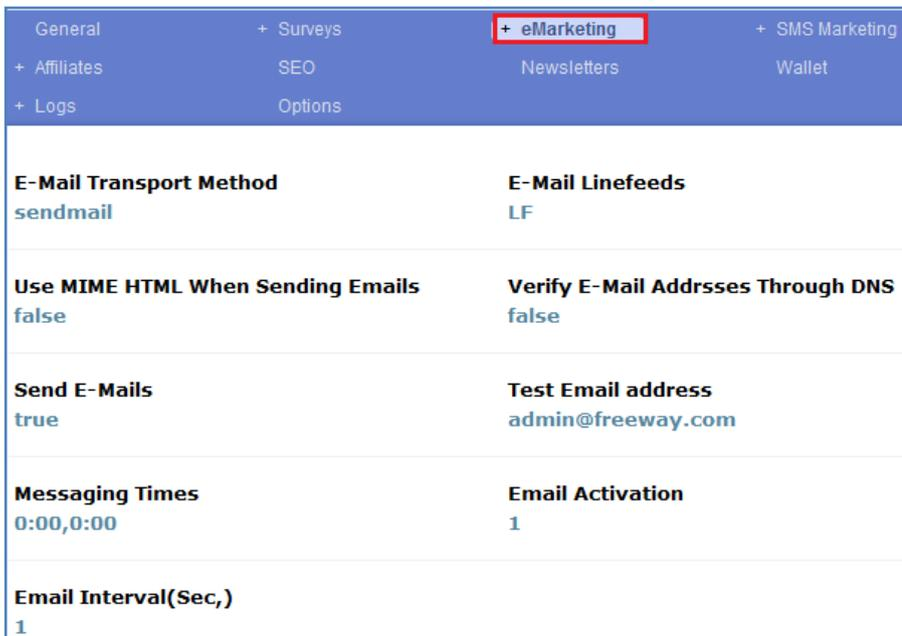 General + Surveys + eMarketing + SMS Marketing
+ Affiliates SEO Newsletters Wallet
+ Logs Options
E-Mail Transport Method E-Mail Linefeeds
sendmail LF
Use MIME HTML When Sending Emails Verify E-Mail Addrsses Through DNS
false false
Send E-Mails Test Email address
true admin@freeway.com
Messaging Times Email Activation
0:00,0:00 1
Email Interval(Sec,)
1